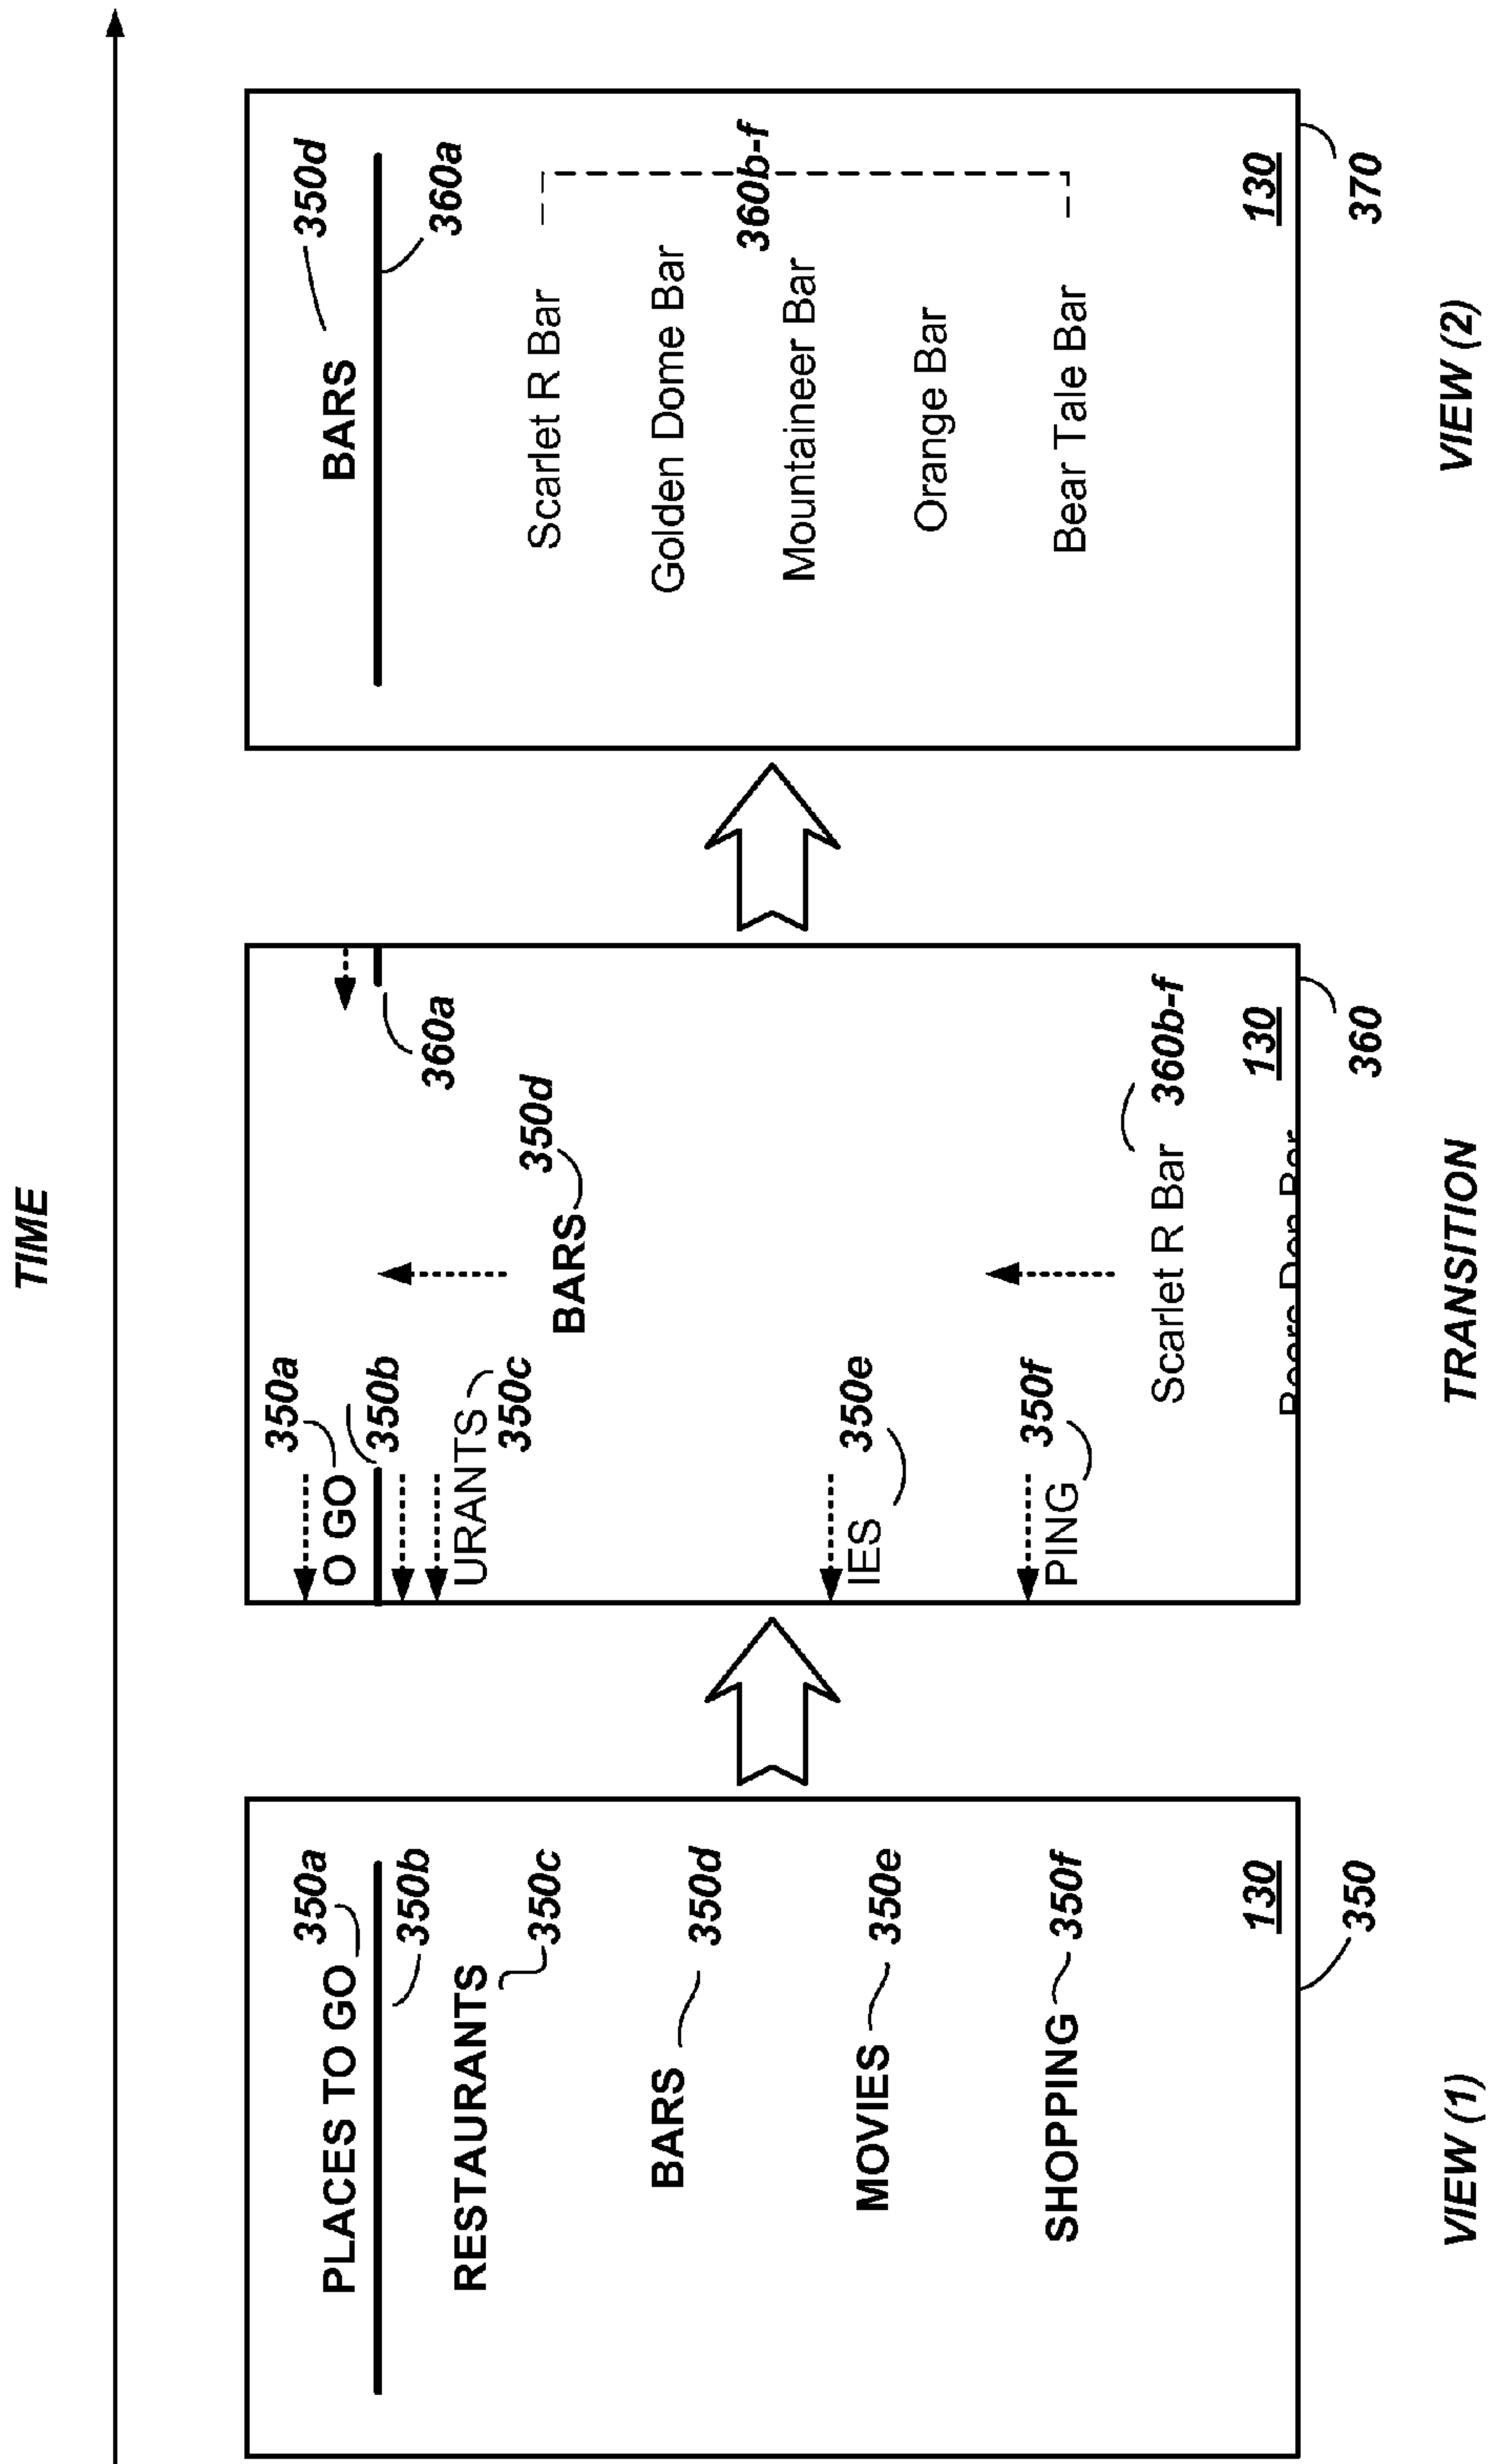 TIME
PLACES TO GO
350a
350b
RESTAURANTS
350c
BARS
350d
MOVIES
350e
SHOPPING
350f
130
350
VIEW (1)
350a
O GO
350b
360a
URANTS
350c
350d
BARS
IES
350e
PING
350f
Scarlet R Bar
360b-f
130
360
TRANSITION
350d
BARS
360a
Scarlet R Bar
Golden Dome Bar
360b-f
Mountaineer Bar
Orange Bar
Bear Tale Bar
130
370
VIEW (2)